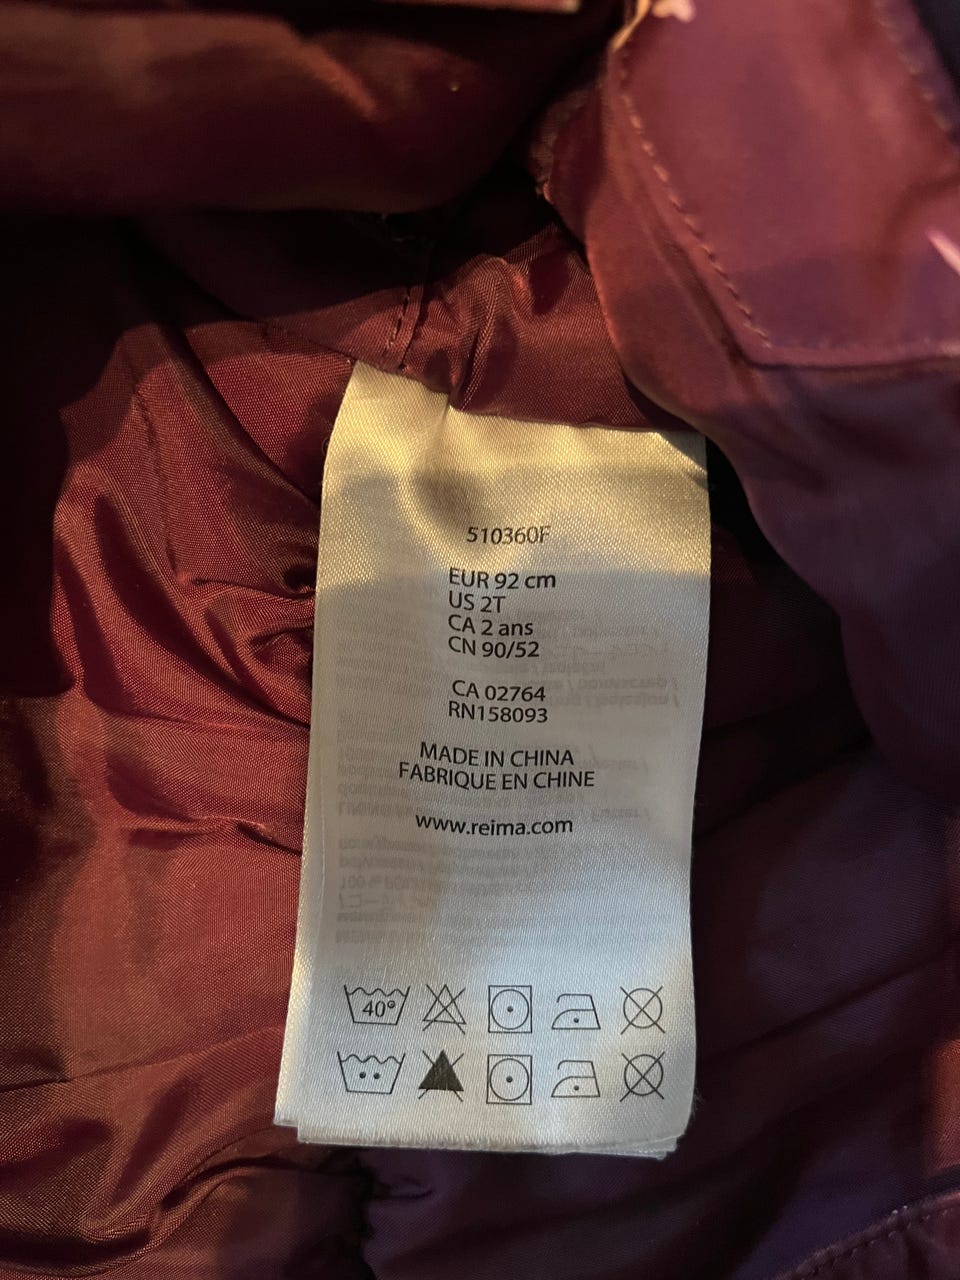 510360F
EUR 92 cm
US 2T
CA 2 ans
CN 90/52
CA 02764
RN158093
MADE IN CHINA
FABRIQUE EN CHINE
www.reima.com
40°